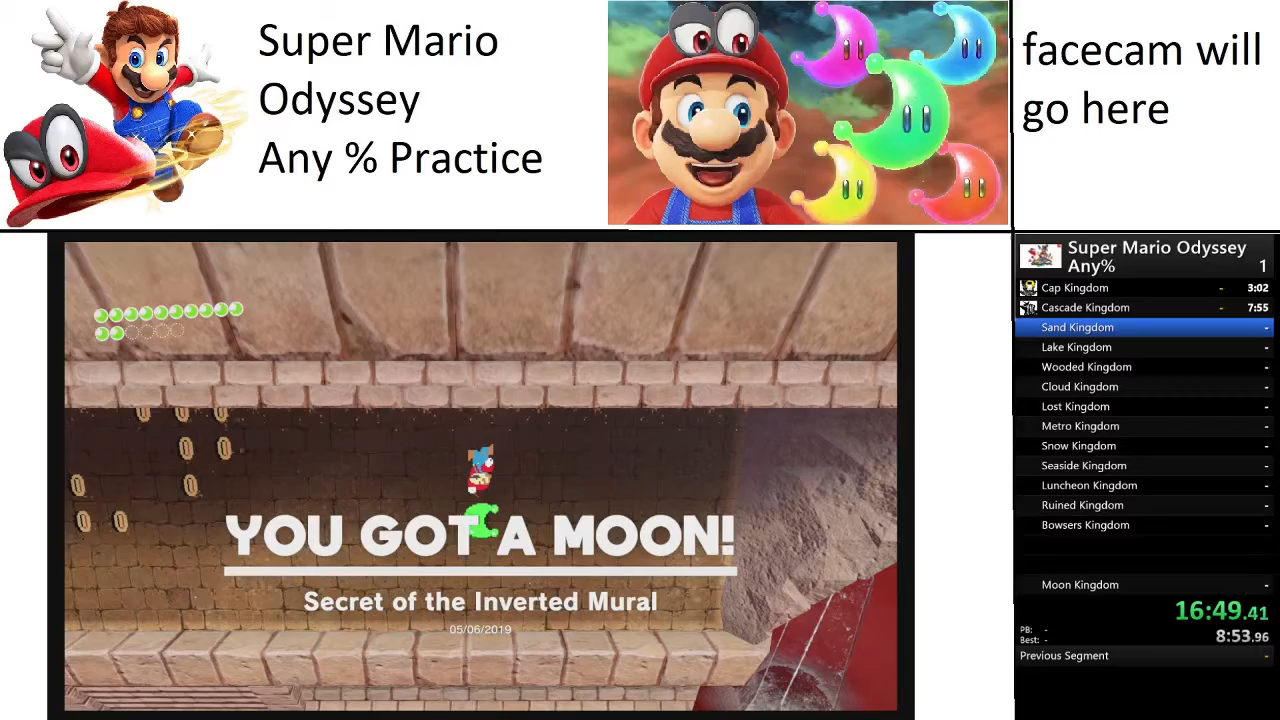 Super Mario
Odyssey
Any % Practice
facecam will
go here
YOU GOT A MOON!
Secret of the Inverted Mural
05/06/2019
Super Mario Odyssey
Any% 1
Cap Kingdom - 3:02
Cascade Kingdom - 7:55
Sand Kingdom -
Lake Kingdom -
Wooded Kingdom -
Cloud Kingdom -
Lost Kingdom -
Metro Kingdom -
Snow Kingdom -
Seaside Kingdom -
Luncheon Kingdom -
Ruined Kingdom -
Bowsers Kingdom -
Moon Kingdom -
16:49.41
PB: -
Best: - 8:53.96
Previous Segment -